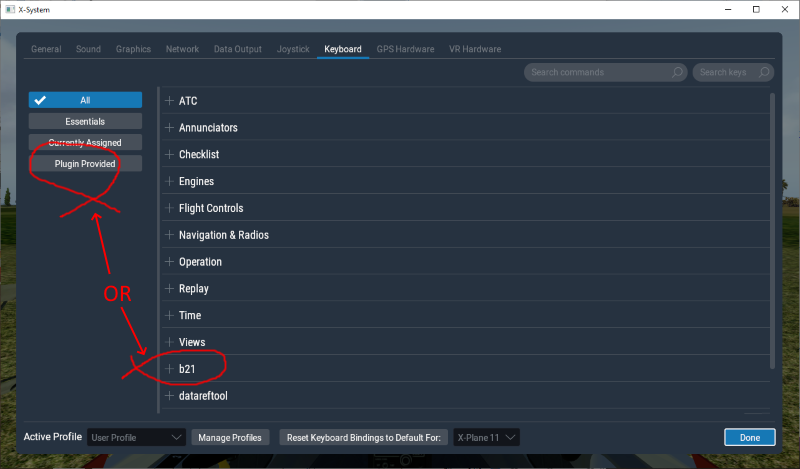 X-System
General Sound Graphics Network Data Output Joystick Keyboard GPS Hardware VR Hardware
Search commands Search keys
All
Essentials
Currently Assigned
Plugin Provided
ATC
Annunciators
Checklist
Engines
Flight Controls
Navigation & Radios
Operation
Replay
OR
Time
Views
b21
datareftool
Active Profile User Profile Manage Profiles Reset Keyboard Bindings to Default For: X-Plane 11 Done